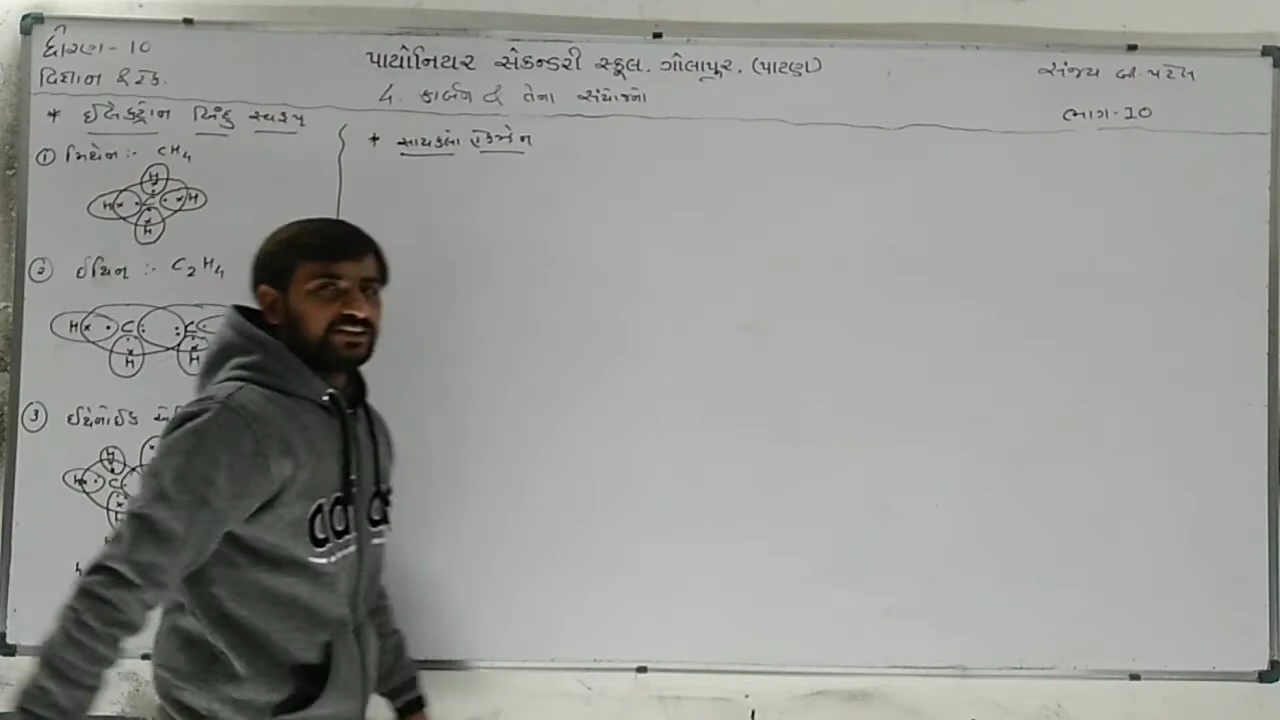 ધોરણ - 10
વિજ્ઞાન & ટેક.
પાયોનિયર સેકન્ડરી સ્કૂલ. ગોલાપુર. (પાટણ)
4. કાર્બન & તેના સંયોજનો
સંજય બી. પટેલ
ભાગ-10
* ઈલેક્ટ્રોન બિંદુ સ્વરૂપ
① મિથેન :- CH4
H
H C H
H
② ઈથિન :- C2H4
H C C
H H
③ ઈથેનોઈક
H
H C
* સાયક્લો હેક્ઝેન